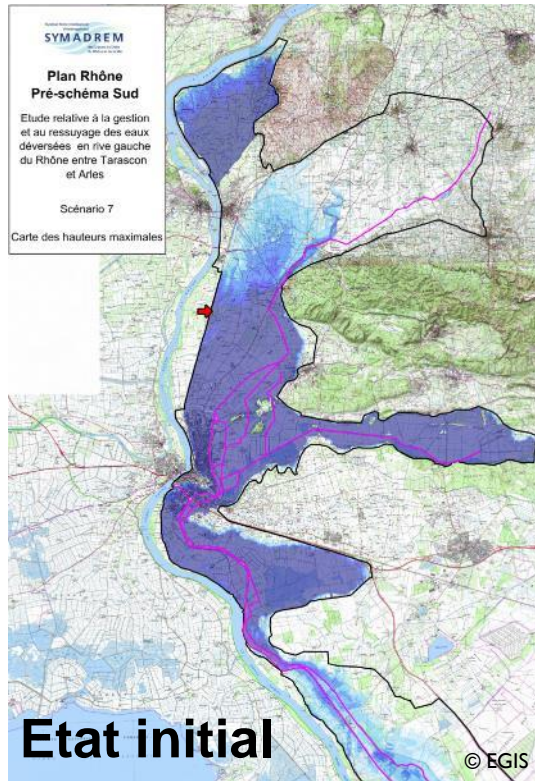 SYMADREM
Plan Rhône
Pré-schéma Sud
Etude relative à la gestion
et au ressuyage des eaux
déversées en rive gauche
du Rhône entre Tarascon
et Arles
Scénario 7
Carte des hauteurs maximales
Etat initial
© EGIS